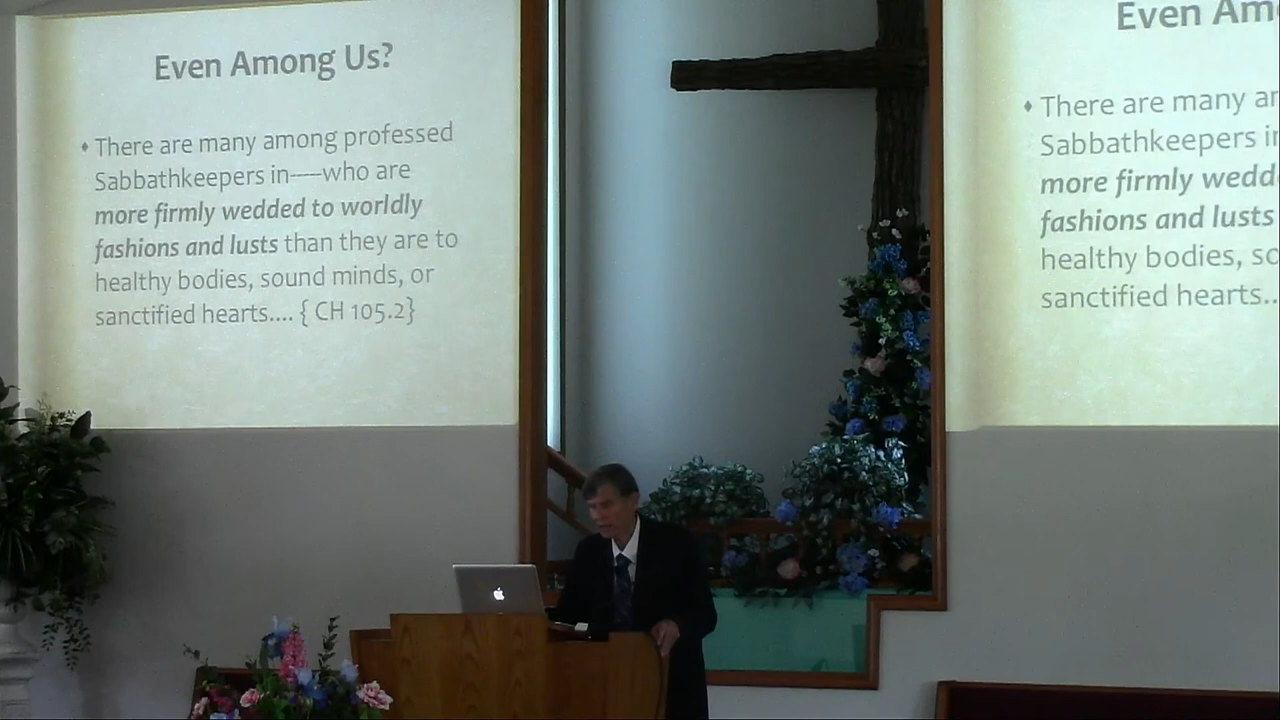 Even Among Us?
• There are many among professed
Sabbathkeepers in-----who are
more firmly wedded to worldly
fashions and lusts than they are to
healthy bodies, sound minds, or
sanctified hearts.... { CH 105.2}
Even Am
• There are many a
Sabbathkeepers i
more firmly wedd
fashions and lusts
healthy bodies, so
sanctified hearts..